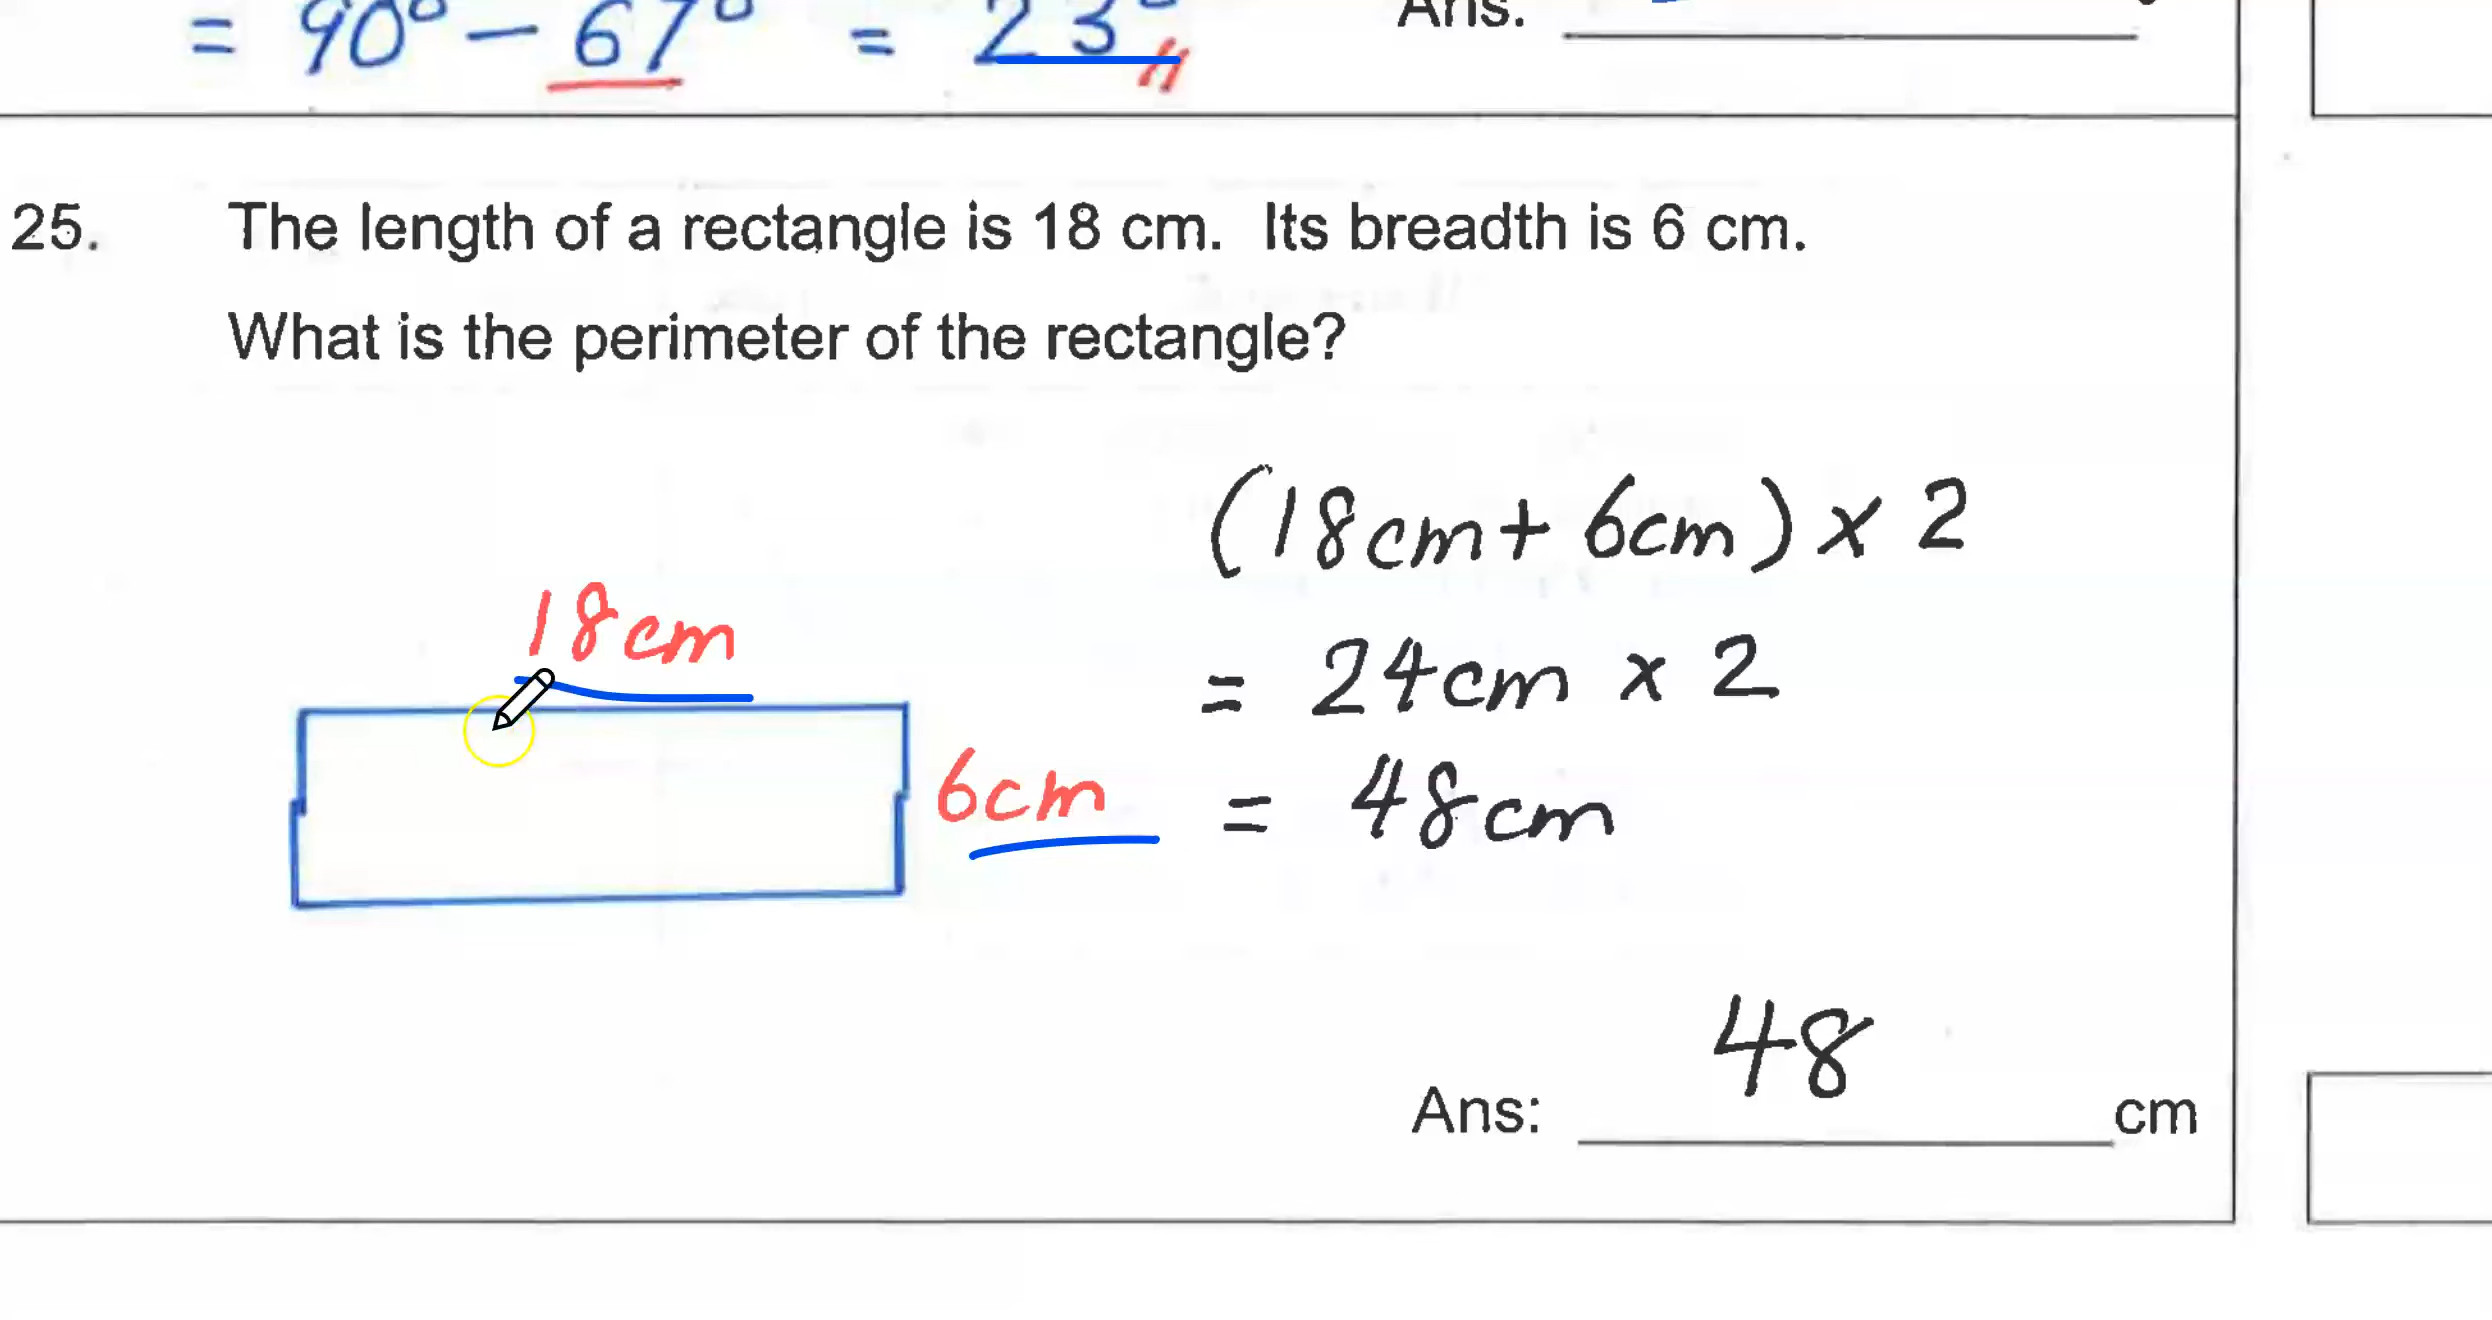 = 90° – 67° = 23°
Ans:
25. The length of a rectangle is 18 cm. Its breadth is 6 cm.
What is the perimeter of the rectangle?
(18cm + 6cm) x 2
18cm
= 24cm x 2
6cm
= 48cm
48
Ans: cm